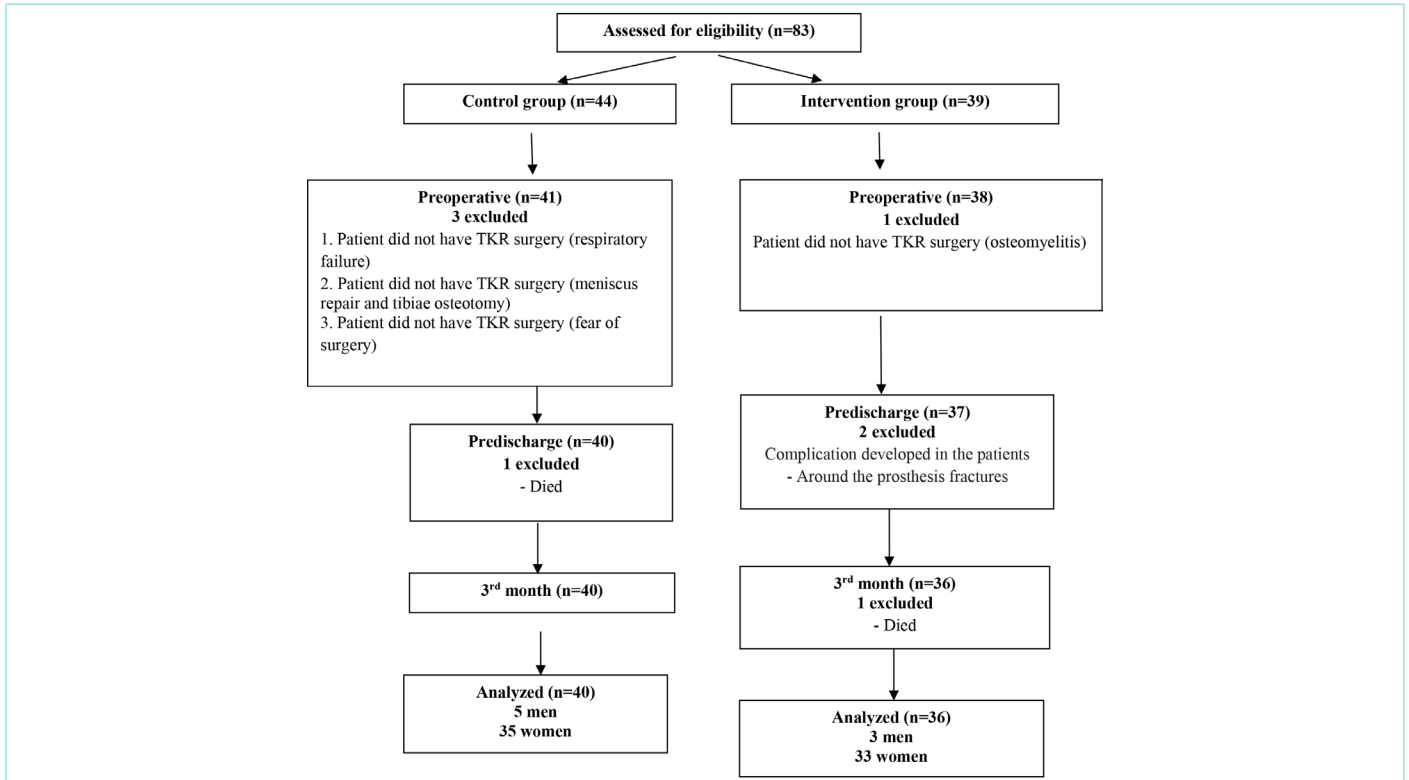 Assessed for eligibility (n=83)
Control group (n=44)
Intervention group (n=39)
Preoperative (n=41)
3 excluded
1. Patient did not have TKR surgery (respiratory
failure)
2. Patient did not have TKR surgery (meniscus
repair and tibiae osteotomy)
3. Patient did not have TKR surgery (fear of
surgery)
Preoperative (n=38)
1 excluded
Patient did not have TKR surgery (osteomyelitis)
Predischarge (n=40)
1 excluded
- Died
Predischarge (n=37)
2 excluded
Complication developed in the patients
- Around the prosthesis fractures
3rd month (n=40)
3rd month (n=36)
1 excluded
- Died
Analyzed (n=40)
5 men
35 women
Analyzed (n=36)
3 men
33 women